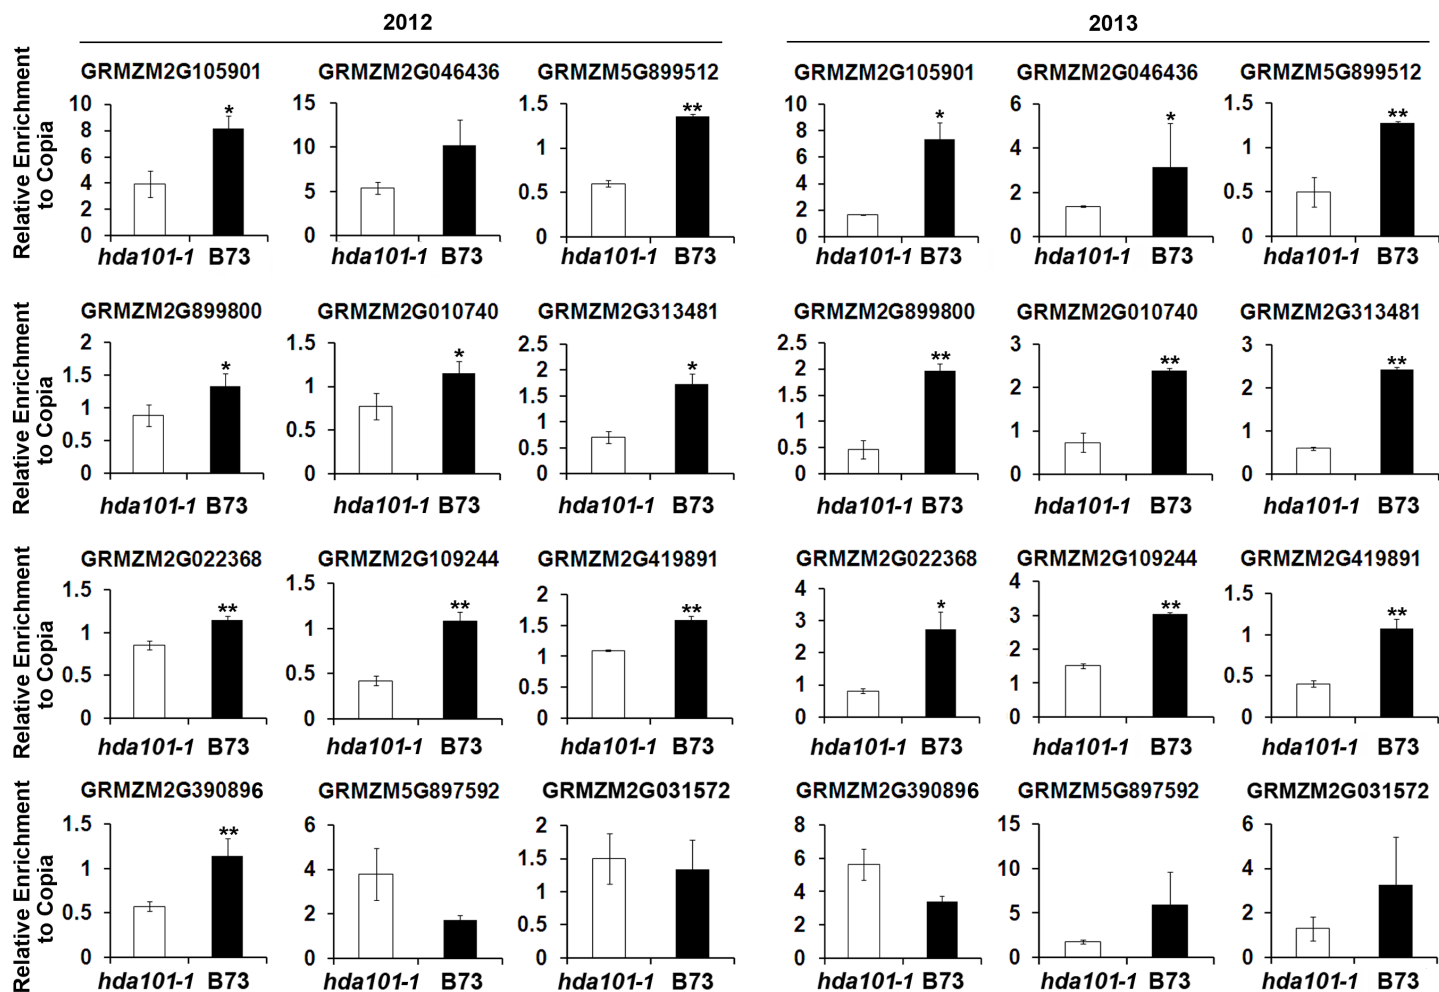 2012 2013
GRMZM2G105901 GRMZM2G046436 GRMZM5G899512 GRMZM2G105901 GRMZM2G046436 GRMZM5G899512
Relative Enrichment
to Copia
10 8 6 4 2 0
*
15 10 5 0
1.5 1 0.5 0
**
10 8 6 4 2 0
*
6 4 2 0
*
1.5 1 0.5 0
**
hda101-1 B73 hda101-1 B73 hda101-1 B73 hda101-1 B73 hda101-1 B73 hda101-1 B73
GRMZM2G899800 GRMZM2G010740 GRMZM2G313481 GRMZM2G899800 GRMZM2G010740 GRMZM2G313481
Relative Enrichment
to Copia
2 1.5 1 0.5 0
*
1.5 1 0.5 0
*
2.5 2 1.5 1 0.5 0
*
2.5 2 1.5 1 0.5 0
**
3 2 1 0
**
3 2 1 0
**
hda101-1 B73 hda101-1 B73 hda101-1 B73 hda101-1 B73 hda101-1 B73 hda101-1 B73
GRMZM2G022368 GRMZM2G109244 GRMZM2G419891 GRMZM2G022368 GRMZM2G109244 GRMZM2G419891
Relative Enrichment
to Copia
1.5 1 0.5 0
**
1.5 1 0.5 0
**
2 1.5 1 0.5 0
**
4 3 2 1 0
*
4 3 2 1 0
**
1.5 1 0.5 0
**
hda101-1 B73 hda101-1 B73 hda101-1 B73 hda101-1 B73 hda101-1 B73 hda101-1 B73
GRMZM2G390896 GRMZM5G897592 GRMZM2G031572 GRMZM2G390896 GRMZM5G897592 GRMZM2G031572
Relative Enrichment
to Copia
1.5 1 0.5 0
**
6 4 2 0
2 1.5 1 0.5 0
8 6 4 2 0
15 10 5 0
6 4 2 0
hda101-1 B73 hda101-1 B73 hda101-1 B73 hda101-1 B73 hda101-1 B73 hda101-1 B73